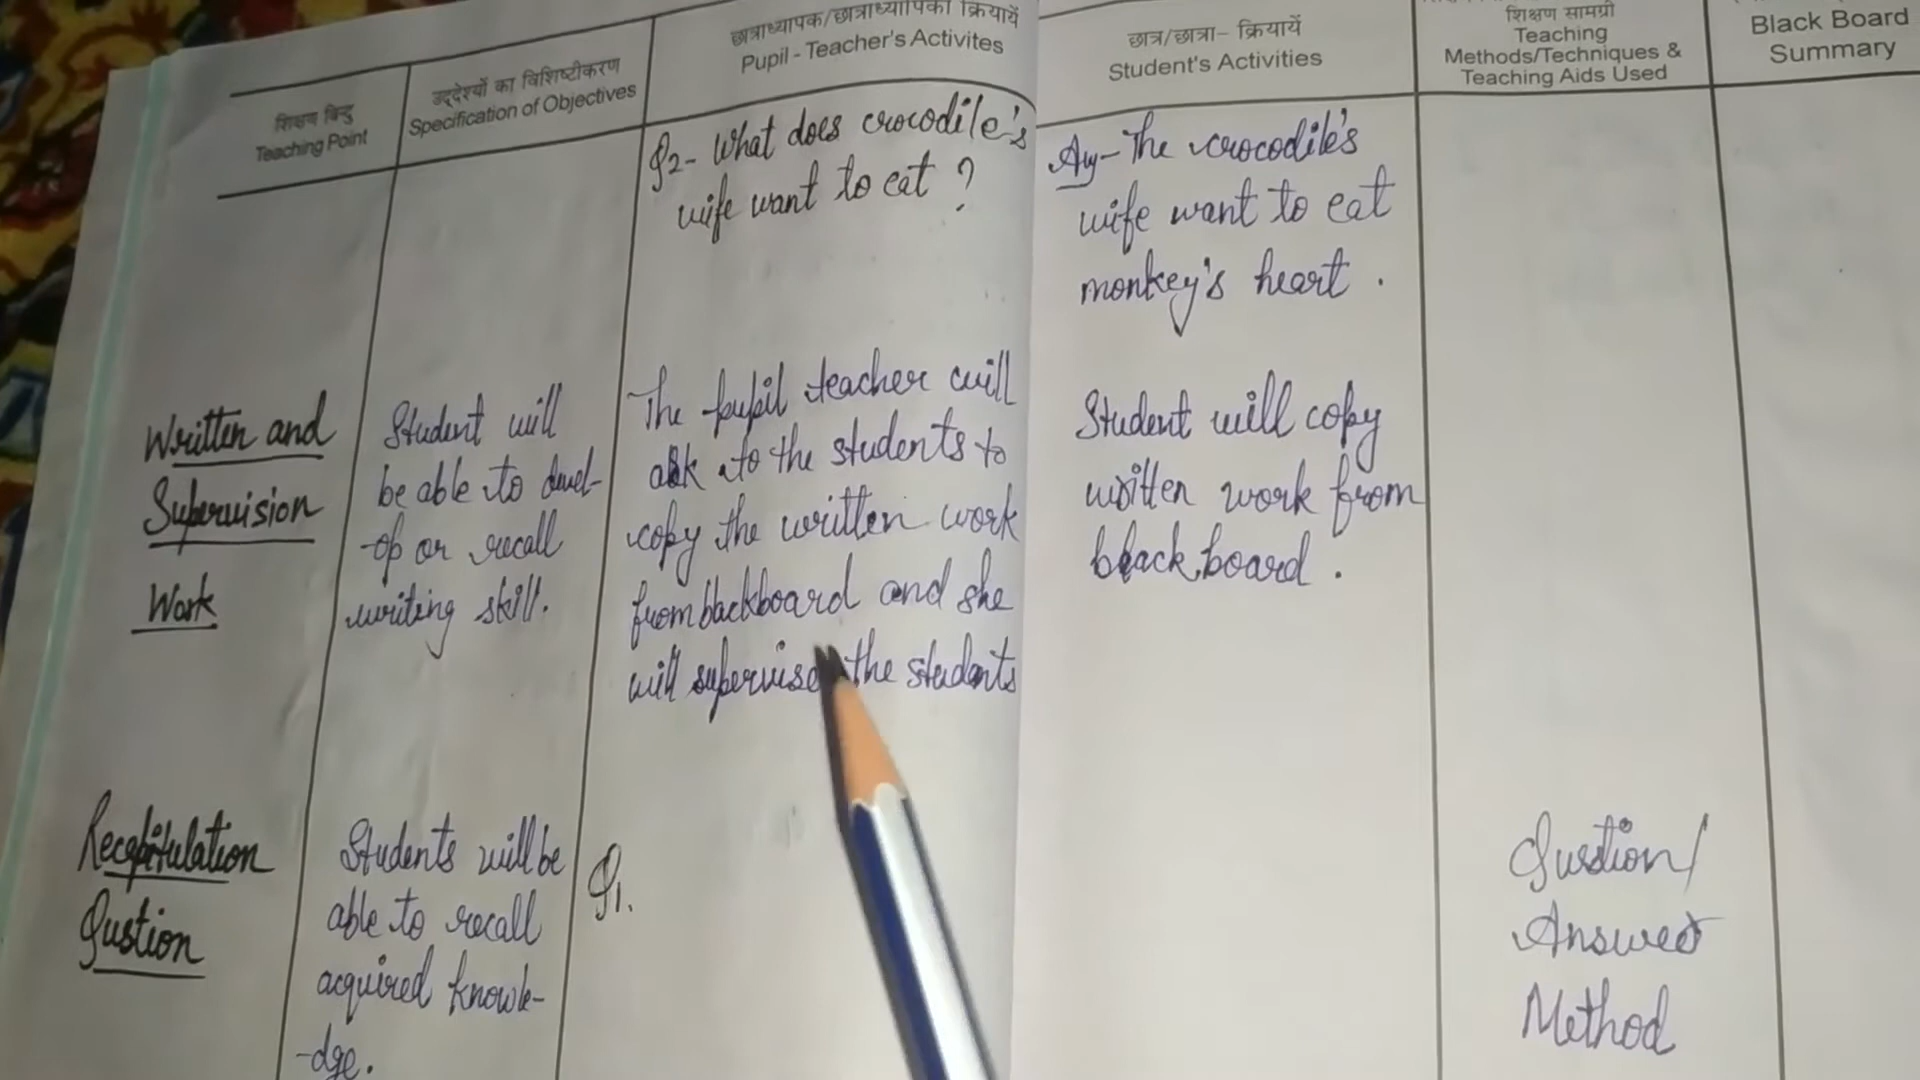 शिक्षण बिन्दु
Teaching Point
उद्देश्यों का विशिष्टीकरण
Specification of Objectives
छात्राध्यापक/छात्राध्यापिका क्रियायें
Pupil - Teacher's Activites
छात्र/छात्रा- क्रियायें
Student's Activities
शिक्षण सामग्री
Teaching
Methods/Techniques &
Teaching Aids Used
Black Board
Summary
Q2- What does crocodile's
wife want to eat ?
Ans- The crocodile's
wife want to eat
monkey's heart .
Written and
Supervision
Work
Student will
be able to devel-
-op or recall
writing skill.
The pupil teacher will
ask to the students to
copy the written work
from backboard and she
will supervise the students
Student will copy
written work from
black board .
Recapitulation
Qustion
Students will be
able to recall
acquired knowle-
-dge.
Q1.
Qustion/
Answer
Method